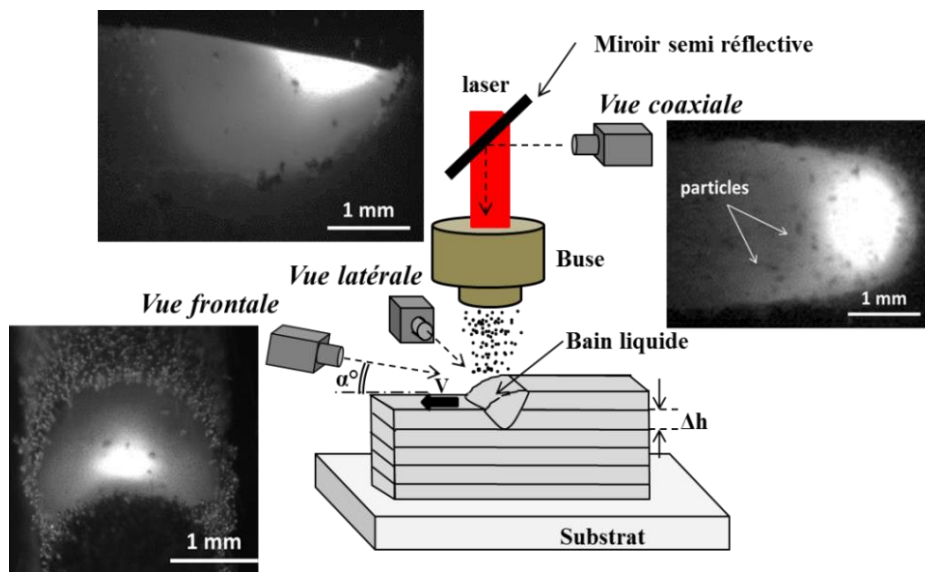 Miroir semi réflective
laser
Vue coaxiale
1 mm
particles
Buse
Vue latérale
1 mm
Vue frontale
Bain liquide
α°
V
Δh
1 mm
Substrat